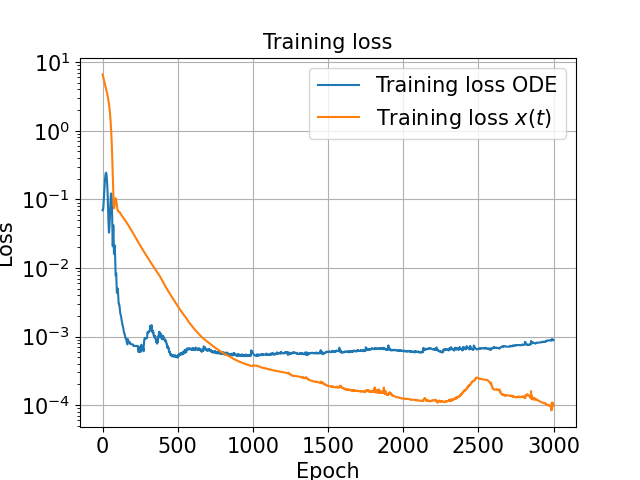 Training loss
10¹
10⁰
10⁻¹
10⁻²
10⁻³
10⁻⁴
Loss
Training loss ODE
Training loss x(t)
0 500 1000 1500 2000 2500 3000
Epoch